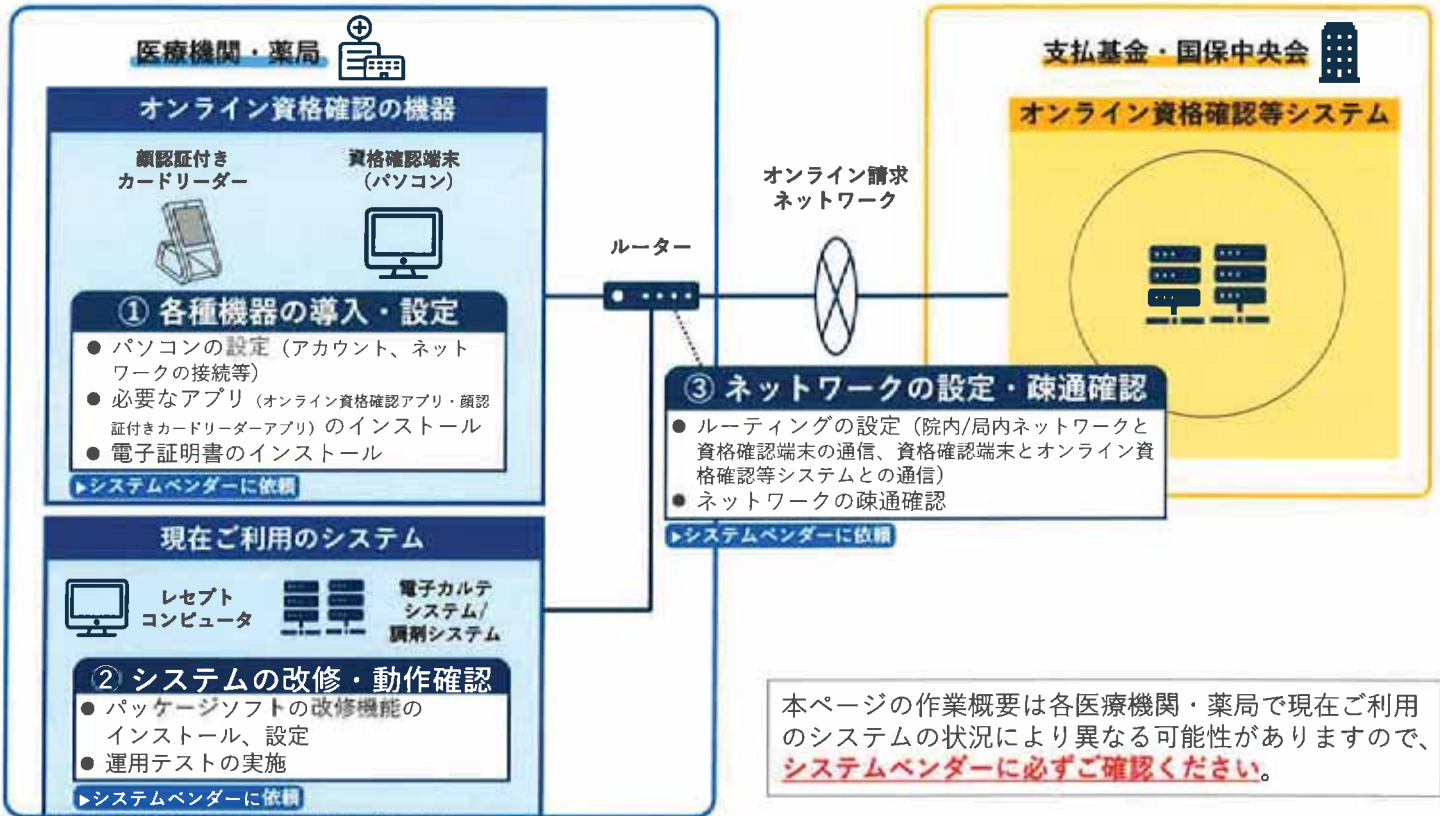 医療機関・薬局
オンライン資格確認の機器
顔認証付き
カードリーダー
資格確認端末
(パソコン)
① 各種機器の導入・設定
● パソコンの設定（アカウント、ネット
ワークの接続等）
● 必要なアプリ（オンライン資格確認アプリ・顔認
証付きカードリーダーアプリ）のインストール
● 電子証明書のインストール
▶システムベンダーに依頼
現在ご利用のシステム
レセプト
コンピュータ
電子カルテ
システム/
調剤システム
② システムの改修・動作確認
● パッケージソフトの改修機能の
インストール、設定
● 運用テストの実施
▶システムベンダーに依頼
ルーター
オンライン請求
ネットワーク
支払基金・国保中央会
オンライン資格確認等システム
③ ネットワークの設定・疎通確認
● ルーティングの設定（院内/局内ネットワークと
資格確認端末の通信、資格確認端末とオンライン資
格確認等システムとの通信）
● ネットワークの疎通確認
▶システムベンダーに依頼
本ページの作業概要は各医療機関・薬局で現在ご利用
のシステムの状況により異なる可能性がありますので、
システムベンダーに必ずご確認ください。